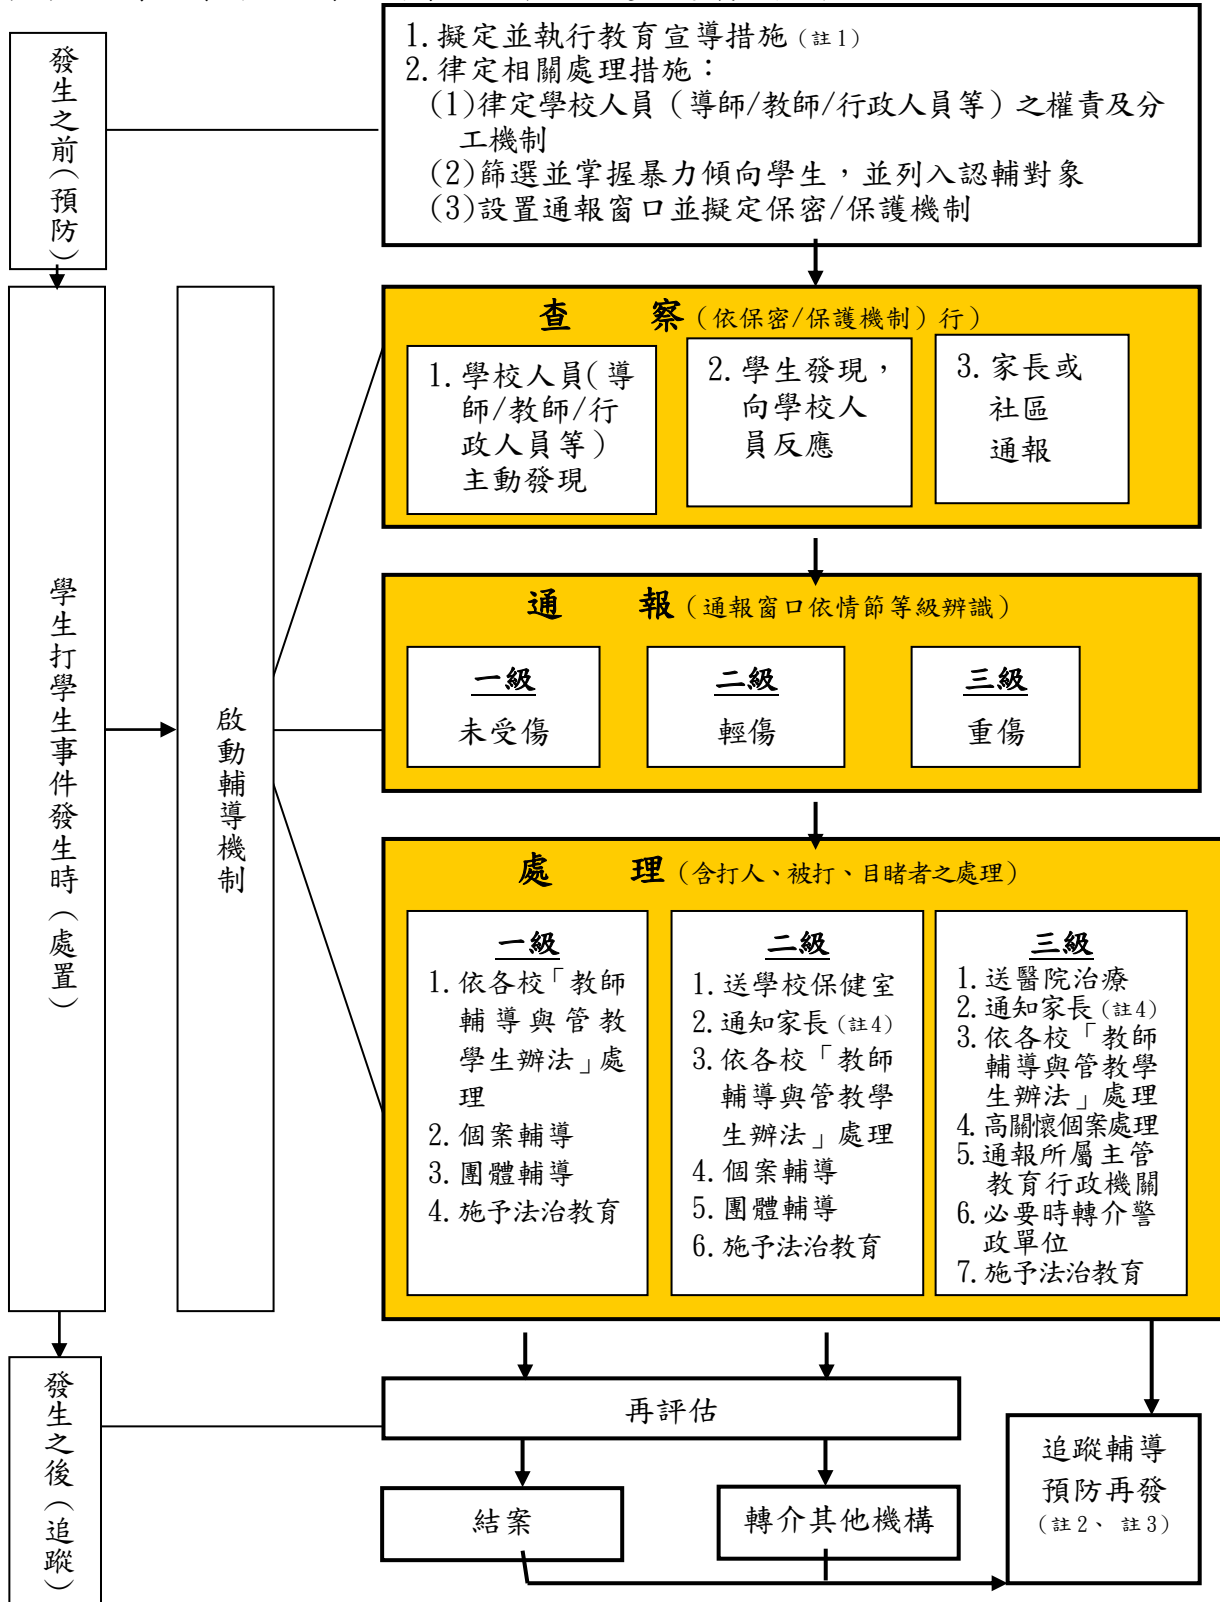 1.擬定並執行教育宣導措施(註1)
2.律定相關處理措施：
(1)律定學校人員（導師/教師/行政人員等）之權責及分
工機制
(2)篩選並掌握暴力傾向學生，並列入認輔對象
(3)設置通報窗口並擬定保密/保護機制
發生之前（預防）
查 察（依保密/保護機制）行）
1.學校人員（導
師/教師/行
政人員等）
主動發現
2.學生發現，
向學校人
員反應
3.家長或
社區
通報
學生打學生事件發生時（處置）
啟動輔導機制
通 報（通報窗口依情節等級辨識）
一級
未受傷
二級
輕傷
三級
重傷
處 理（含打人、被打、目睹者之處理）
一級
1.依各校「教師
輔導與管教
學生辦法」處
理
2.個案輔導
3.團體輔導
4.施予法治教育
二級
1.送學校保健室
2.通知家長(註4)
3.依各校「教師
輔導與管教學
生辦法」處理
4.個案輔導
5.團體輔導
6.施予法治教育
三級
1.送醫院治療
2.通知家長(註4)
3.依各校「教師
輔導與管教學
生辦法」處理
4.高關懷個案處理
5.通報所屬主管
教育行政機關
6.必要時轉介警
政單位
7.施予法治教育
發生之後（追蹤）
再評估
結案
轉介其他機構
追蹤輔導
預防再發
(註2、註3)